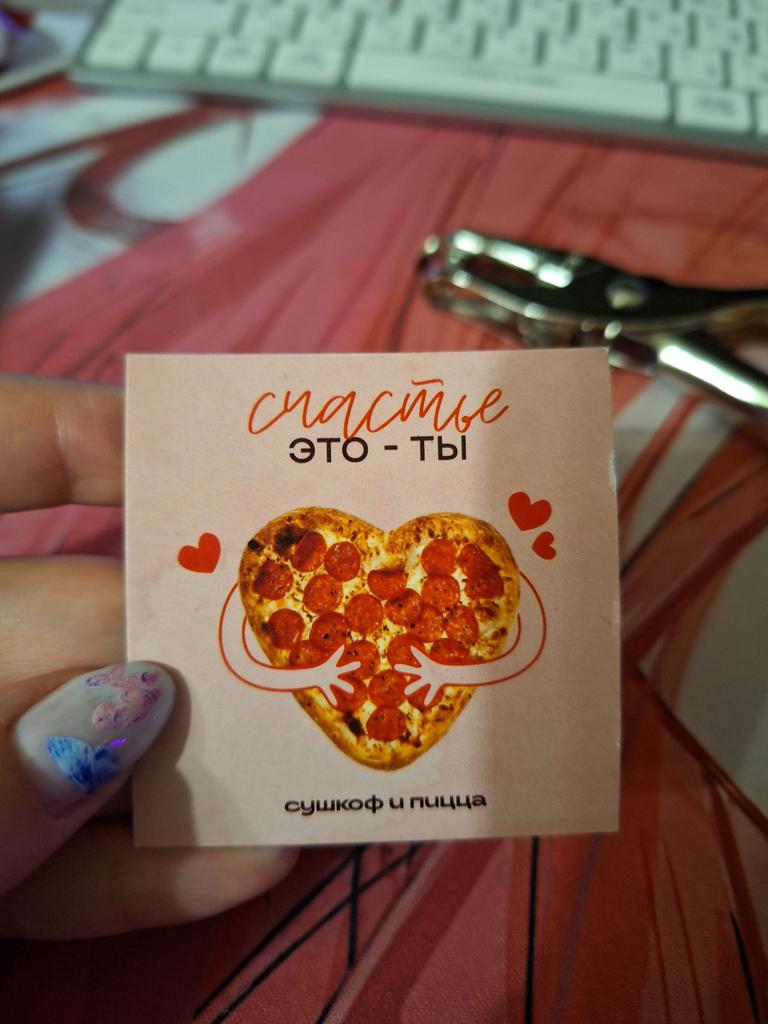 счастье
ЭТО - ТЫ
сушкоф и пицца